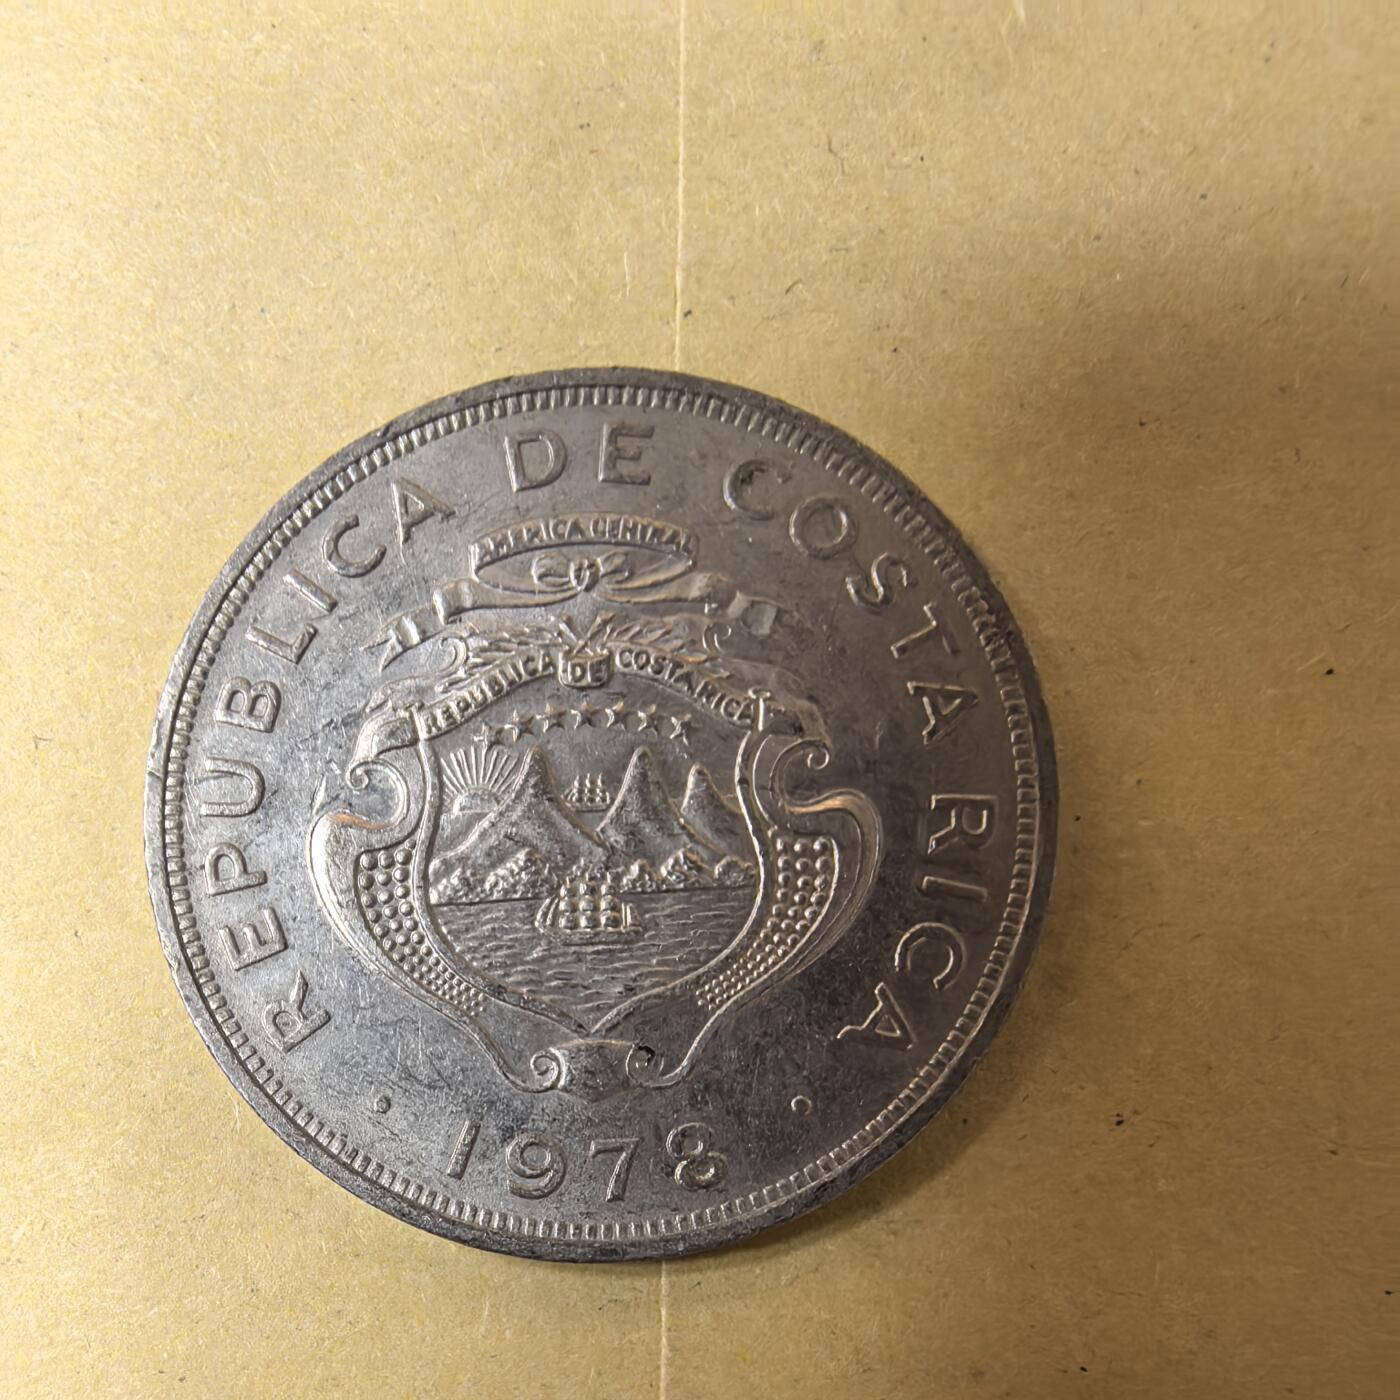 REPUBLICA DE COSTA RICA
AMERICA CENTRAL
REPUBLICA DE COSTA RICA
1978